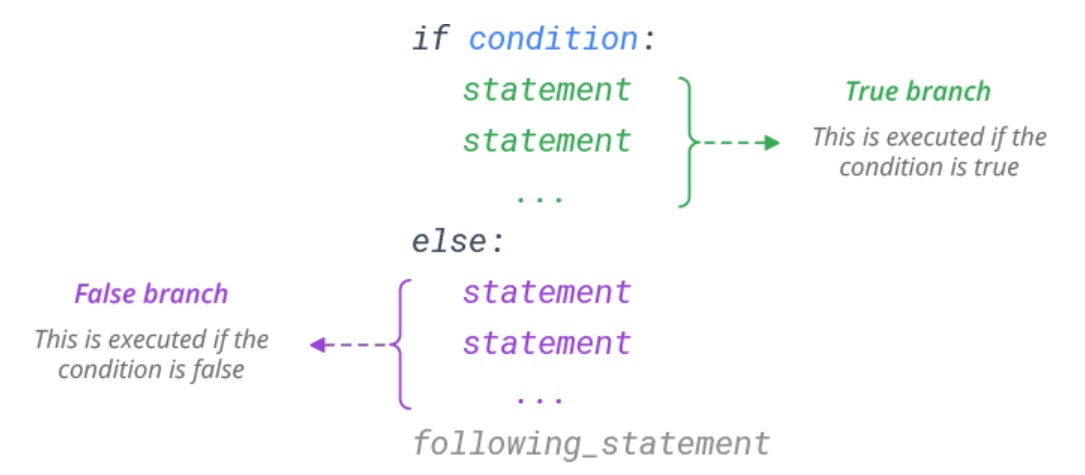 if condition:
statement
statement
...
True branch
This is executed if the
condition is true
else:
statement
statement
...
False branch
This is executed if the
condition is false
following_statement